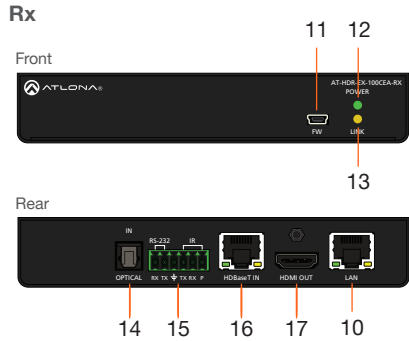 Rx
11 12
Front
ATLONA®
AT-HDR-EX-100CEA-RX
POWER
FW LINK
13
Rear
IN
RS-232 IR
OPTICAL RX TX TX RX P HDBaseT IN HDMI OUT LAN
14 15 16 17 10